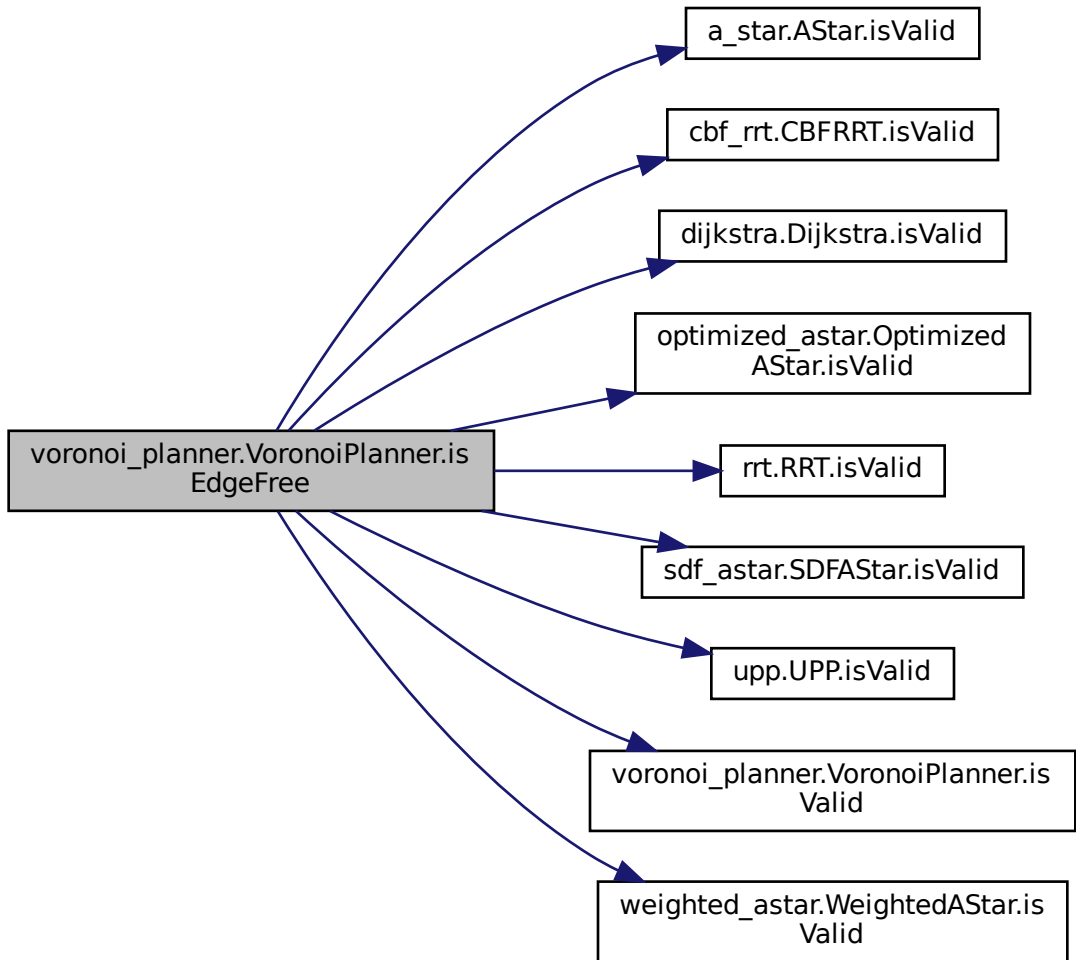 a_star.AStar.isValid
cbf_rrt.CBFRRT.isValid
dijkstra.Dijkstra.isValid
optimized_astar.Optimized
AStar.isValid
voronoi_planner.VoronoiPlanner.is
EdgeFree
rrt.RRT.isValid
sdf_astar.SDFAStar.isValid
upp.UPP.isValid
voronoi_planner.VoronoiPlanner.is
Valid
weighted_astar.WeightedAStar.is
Valid